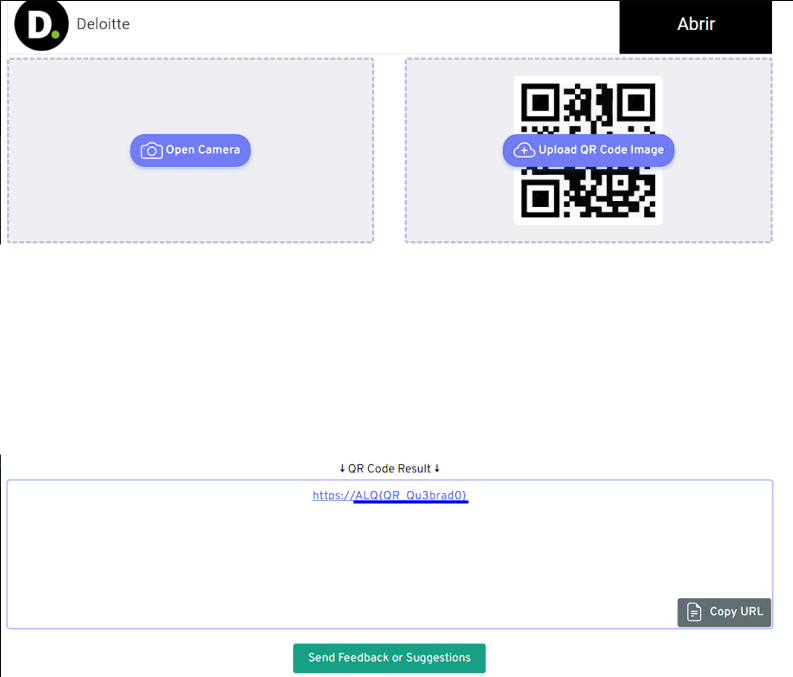 D.
Deloitte
Abrir
Open Camera
Upload QR Code Image
↓ QR Code Result ↓
https://ALQ{QR_Qu3brad0}
Copy URL
Send Feedback or Suggestions